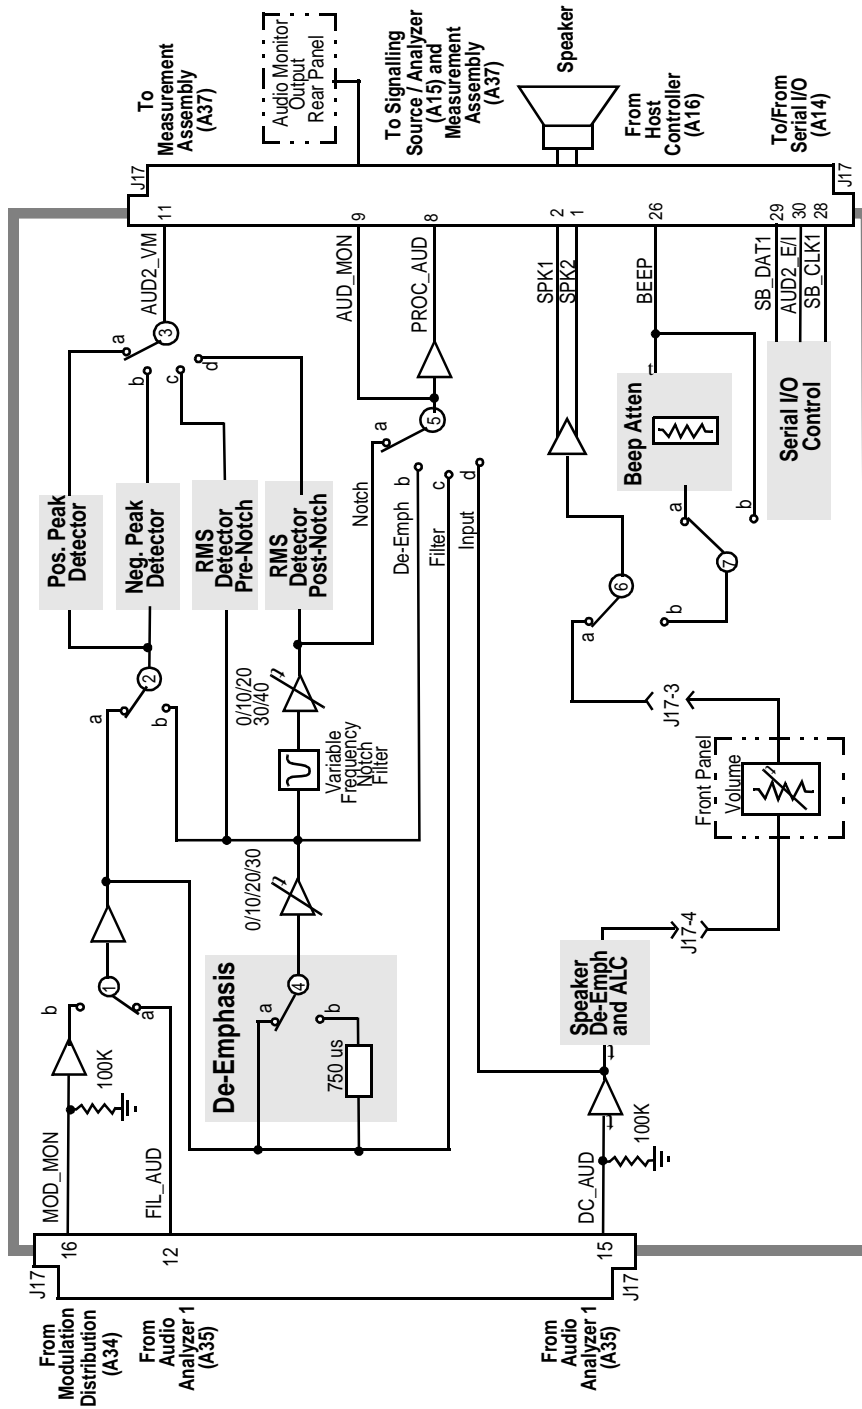 From
Modulation
Distribution
(A34)
From
Audio
Analyzer 1
(A35)
From
Audio
Analyzer 1
(A35)
J17
J17
16
12
15
MOD_MON
FIL_AUD
DC_AUD
100K
100K
b
a
1
De-Emphasis
a
b
4
750 us
0/10/20/30
Speaker
De-Emph
and ALC
t
t
J17-4
Front Panel
Volume
J17-3
a
b
2
Variable
Frequency
Notch
Filter
0/10/20
30/40
Pos. Peak
Detector
Neg. Peak
Detector
RMS
Detector
Pre-Notch
RMS
Detector
Post-Notch
Notch
De-Emph
Filter
Input
a
b
c
d
5
a
b
c
d
3
a
b
6
a
b
7
Beep Atten
t
Serial I/O
Control
AUD2_VM
AUD_MON
PROC_AUD
SPK1
SPK2
BEEP
SB_DAT1
AUD2_E/I
SB_CLK1
J17
11
9
8
2
1
26
29
30
28
J17
To
Measurement
Assembly
(A37)
Audio Monitor
Output
Rear Panel
To Signalling
Source / Analyzer
(A15) and
Measurement
Assembly
(A37)
Speaker
From
Host
Controller
(A16)
To/From
Serial I/O
(A14)